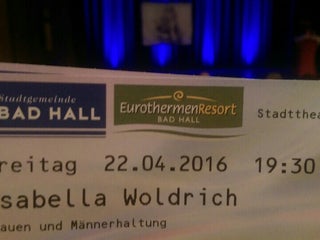 Stadtgemeinde
BAD HALL
EurothermenResort
BAD HALL
Stadtthea
reitag 22.04.2016 19:30
sabella Woldrich
auen und Männerhaltung